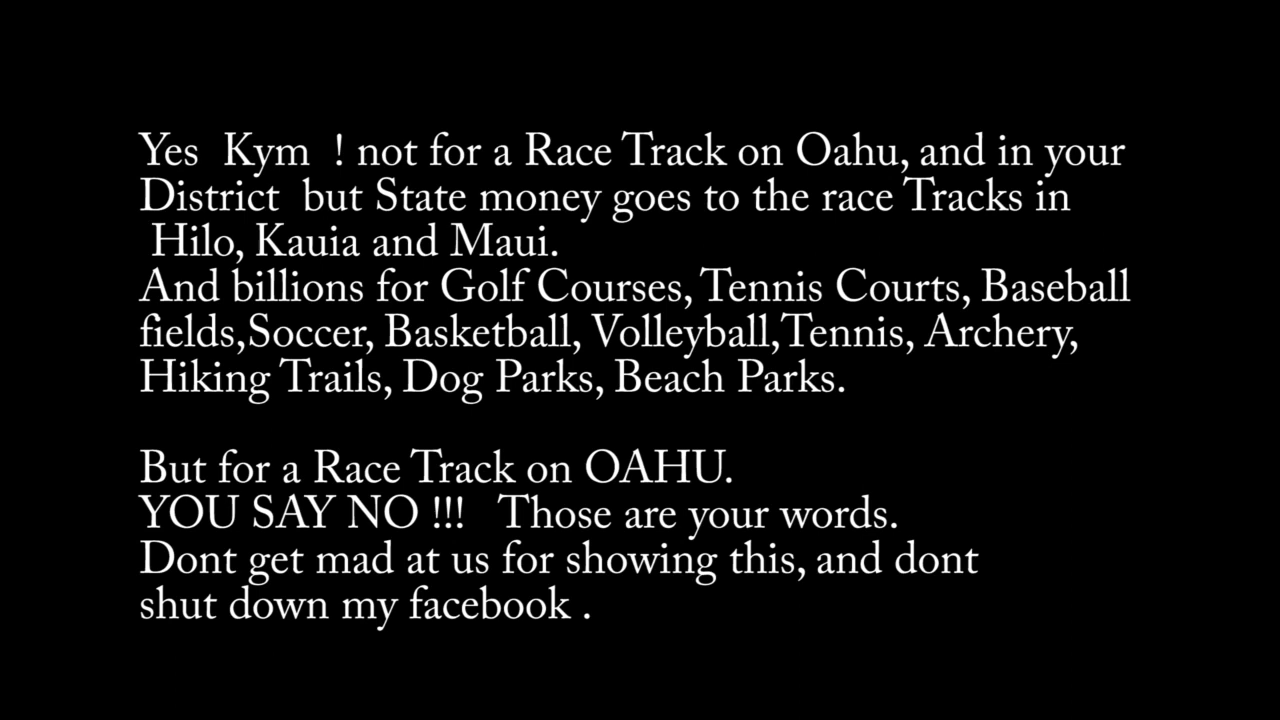 Yes  Kym  ! not for a Race Track on Oahu, and in your
District  but State money goes to the race Tracks in
Hilo, Kauia and Maui.
And billions for Golf Courses, Tennis Courts, Baseball
fields,Soccer, Basketball, Volleyball,Tennis, Archery,
Hiking Trails, Dog Parks, Beach Parks.
But for a Race Track on OAHU.
YOU SAY NO !!!   Those are your words.
Dont get mad at us for showing this, and dont
shut down my facebook .